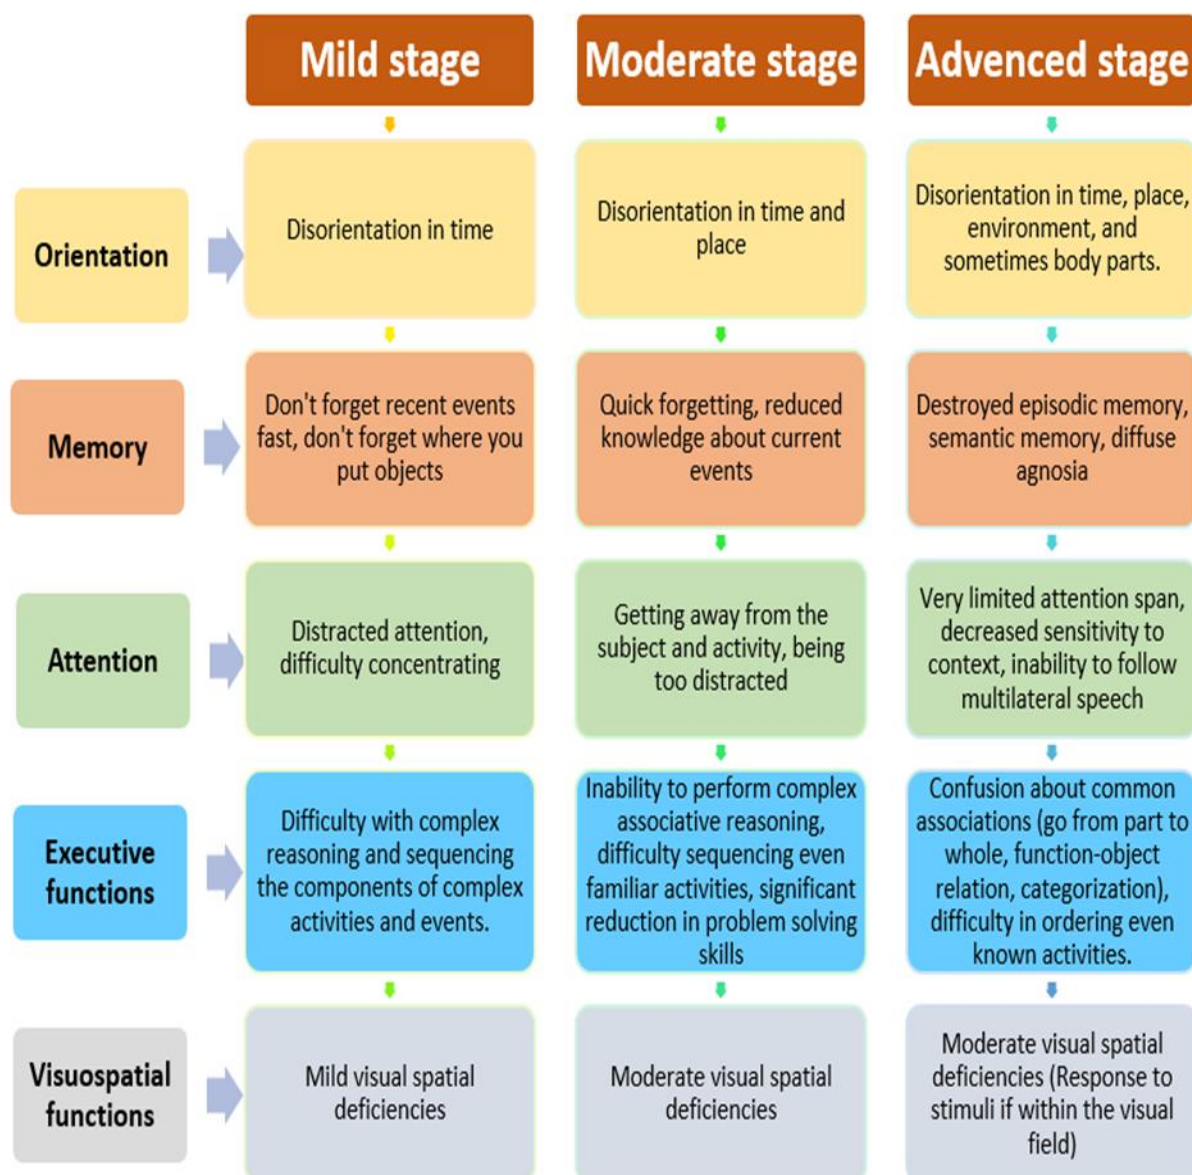 Mild stage
Moderate stage
Advenced stage
Orientation
Disorientation in time
Disorientation in time and
place
Disorientation in time, place,
environment, and
sometimes body parts.
Memory
Don't forget recent events
fast, don't forget where you
put objects
Quick forgetting, reduced
knowledge about current
events
Destroyed episodic memory,
semantic memory, diffuse
agnosia
Attention
Distracted attention,
difficulty concentrating
Getting away from the
subject and activity, being
too distracted
Very limited attention span,
decreased sensitivity to
context, inability to follow
multilateral speech
Executive
functions
Difficulty with complex
reasoning and sequencing
the components of complex
activities and events.
Inability to perform complex
associative reasoning,
difficulty sequencing even
familiar activities, significant
reduction in problem solving
skills
Confusion about common
associations (go from part to
whole, function-object
relation, categorization),
difficulty in ordering even
known activities.
Visuospatial
functions
Mild visual spatial
deficiencies
Moderate visual spatial
deficiencies
Moderate visual spatial
deficiencies (Response to
stimuli if within the visual
field)